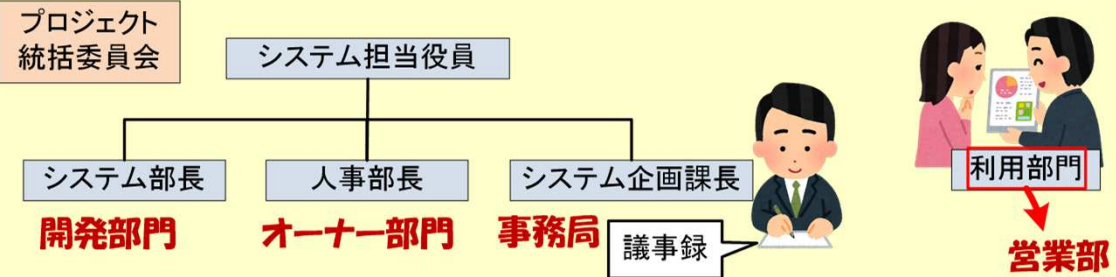 プロジェクト
統括委員会
システム担当役員
システム部長
人事部長
システム企画課長
利用部門
開発部門
オーナー部門
事務局
議事録
営業部